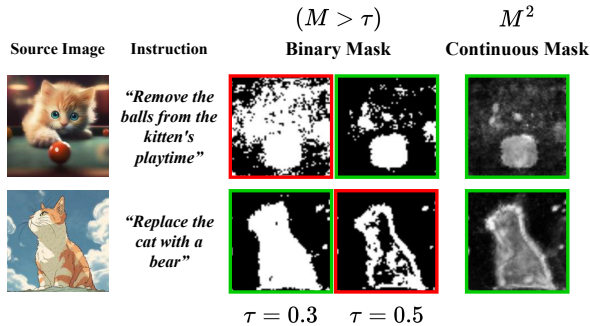 (M > τ) M²
Source Image Instruction Binary Mask Continuous Mask
“Remove the
balls from the
kitten's
playtime”
“Replace the
cat with a
bear”
τ = 0.3 τ = 0.5